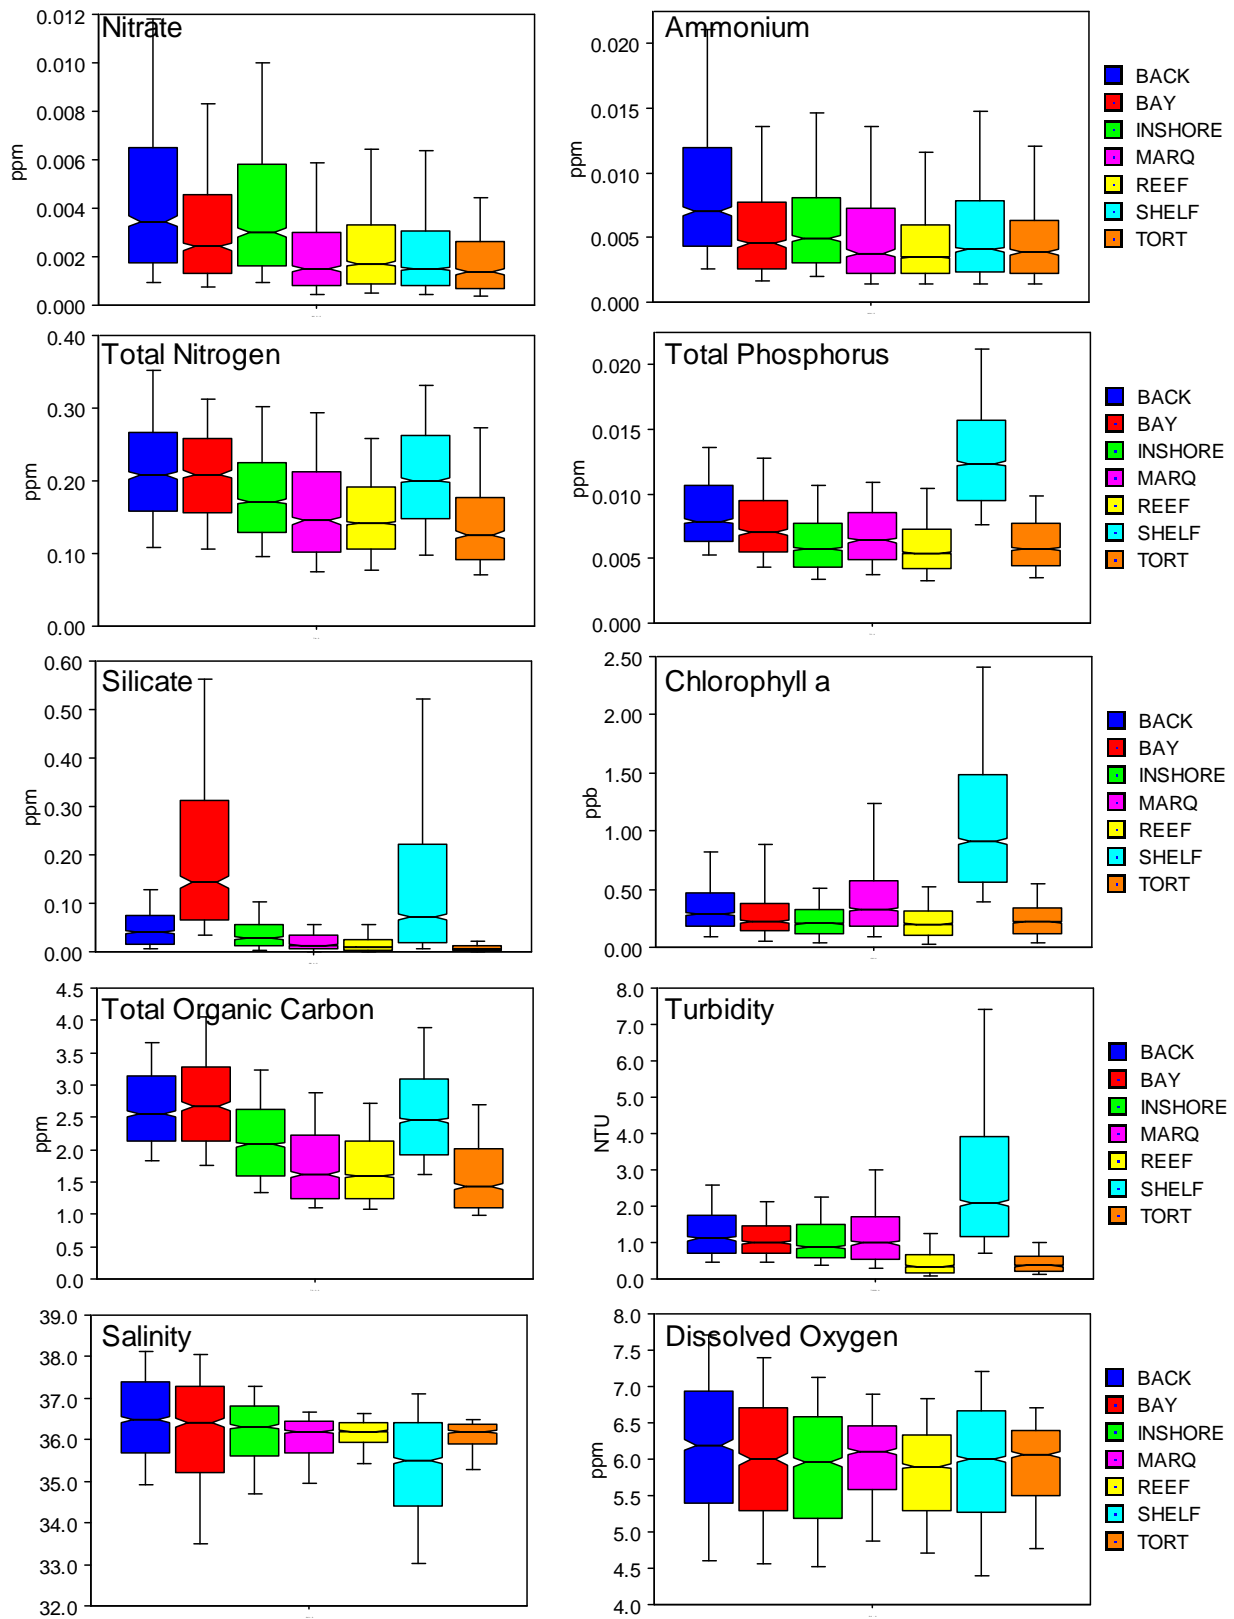 Nitrate
0.012
0.010
0.008
0.006
0.004
0.002
0.000
ppm
Ammonium
0.020
0.015
0.010
0.005
0.000
ppm
BACK
BAY
INSHORE
MARQ
REEF
SHELF
TORT
Total Nitrogen
0.40
0.30
0.20
0.10
0.00
ppm
Total Phosphorus
0.020
0.015
0.010
0.005
0.000
ppm
BACK
BAY
INSHORE
MARQ
REEF
SHELF
TORT
Silicate
0.60
0.50
0.40
0.30
0.20
0.10
0.00
ppm
Chlorophyll a
2.50
2.00
1.50
1.00
0.50
0.00
ppb
BACK
BAY
INSHORE
MARQ
REEF
SHELF
TORT
Total Organic Carbon
4.5
4.0
3.5
3.0
2.5
2.0
1.5
1.0
0.5
0.0
ppm
Turbidity
8.0
7.0
6.0
5.0
4.0
3.0
2.0
1.0
0.0
NTU
BACK
BAY
INSHORE
MARQ
REEF
SHELF
TORT
Salinity
39.0
38.0
37.0
36.0
35.0
34.0
33.0
32.0
Dissolved Oxygen
8.0
7.5
7.0
6.5
6.0
5.5
5.0
4.5
4.0
ppm
BACK
BAY
INSHORE
MARQ
REEF
SHELF
TORT